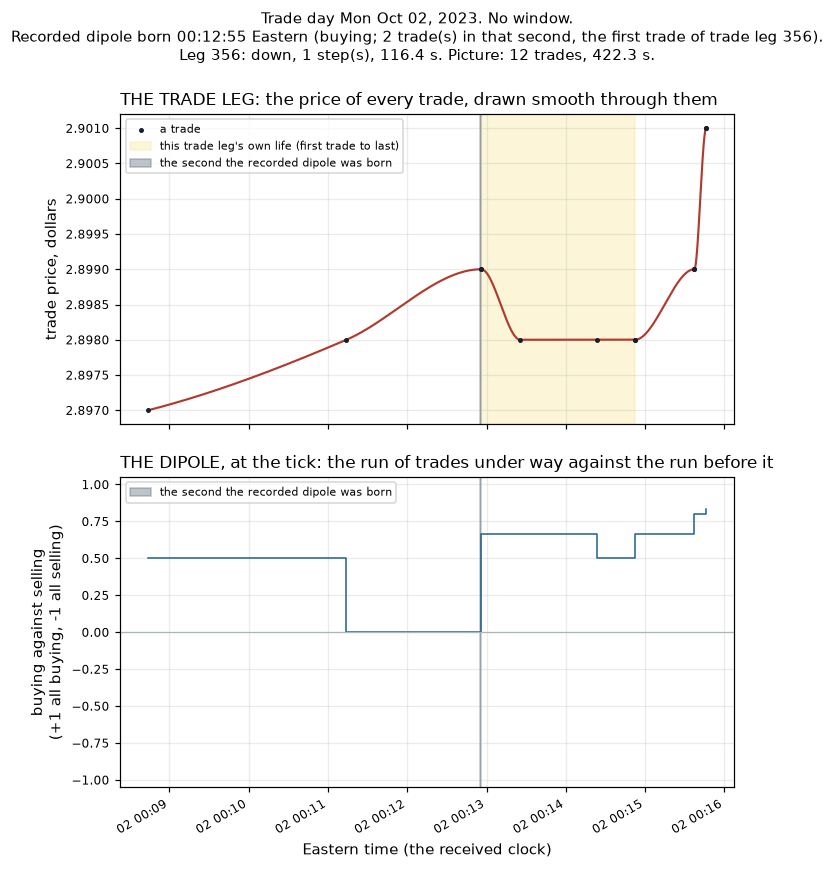 Trade day Mon Oct 02, 2023. No window.
Recorded dipole born 00:12:55 Eastern (buying; 2 trade(s) in that second, the first trade of trade leg 356).
Leg 356: down, 1 step(s), 116.4 s. Picture: 12 trades, 422.3 s.
THE TRADE LEG: the price of every trade, drawn smooth through them
a trade
this trade leg's own life (first trade to last)
the second the recorded dipole was born
2.9010
2.9005
2.9000
2.8995
2.8990
2.8985
2.8980
2.8975
2.8970
trade price, dollars
THE DIPOLE, at the tick: the run of trades under way against the run before it
the second the recorded dipole was born
1.00
0.75
0.50
0.25
0.00
−0.25
−0.50
−0.75
−1.00
buying against selling
(+1 all buying, -1 all selling)
02 00:09
02 00:10
02 00:11
02 00:12
02 00:13
02 00:14
02 00:15
02 00:16
Eastern time (the received clock)